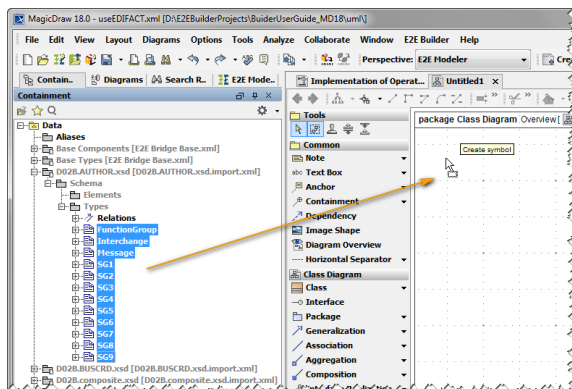 MagicDraw 18.0 - useEDIFACT.xml [D:\E2EBuilderProjects\BuiderUserGuide_MD18\uml\]
File Edit View Layout Diagrams Options Tools Analyze Collaborate Window E2E Builder Help
Perspective: E2E Modeler
Contain.. Diagrams Search R.. E2E Mode..
Containment
Data
Aliases
Base Components [E2E Bridge Base.xml]
Base Types [E2E Bridge Base.xml]
D02B.AUTHOR.xsd [D02B.AUTHOR.xsd.import.xml]
Schema
Elements
Types
Relations
FunctionGroup
Interchange
Message
SG1
SG2
SG3
SG4
SG5
SG6
SG7
SG8
SG9
D02B.BUSCRD.xsd [D02B.BUSCRD.xsd.import.xml]
D02B.composite.xsd [D02B.composite.xsd.import.xml]
Implementation of Operat... Untitled1
Tools
Common
Note
abc Text Box
Anchor
Containment
Dependency
Image Shape
Diagram Overview
Horizontal Separator
Class Diagram
Class
Interface
Package
Generalization
Association
Aggregation
Composition
package Class Diagram Overview[
Create symbol